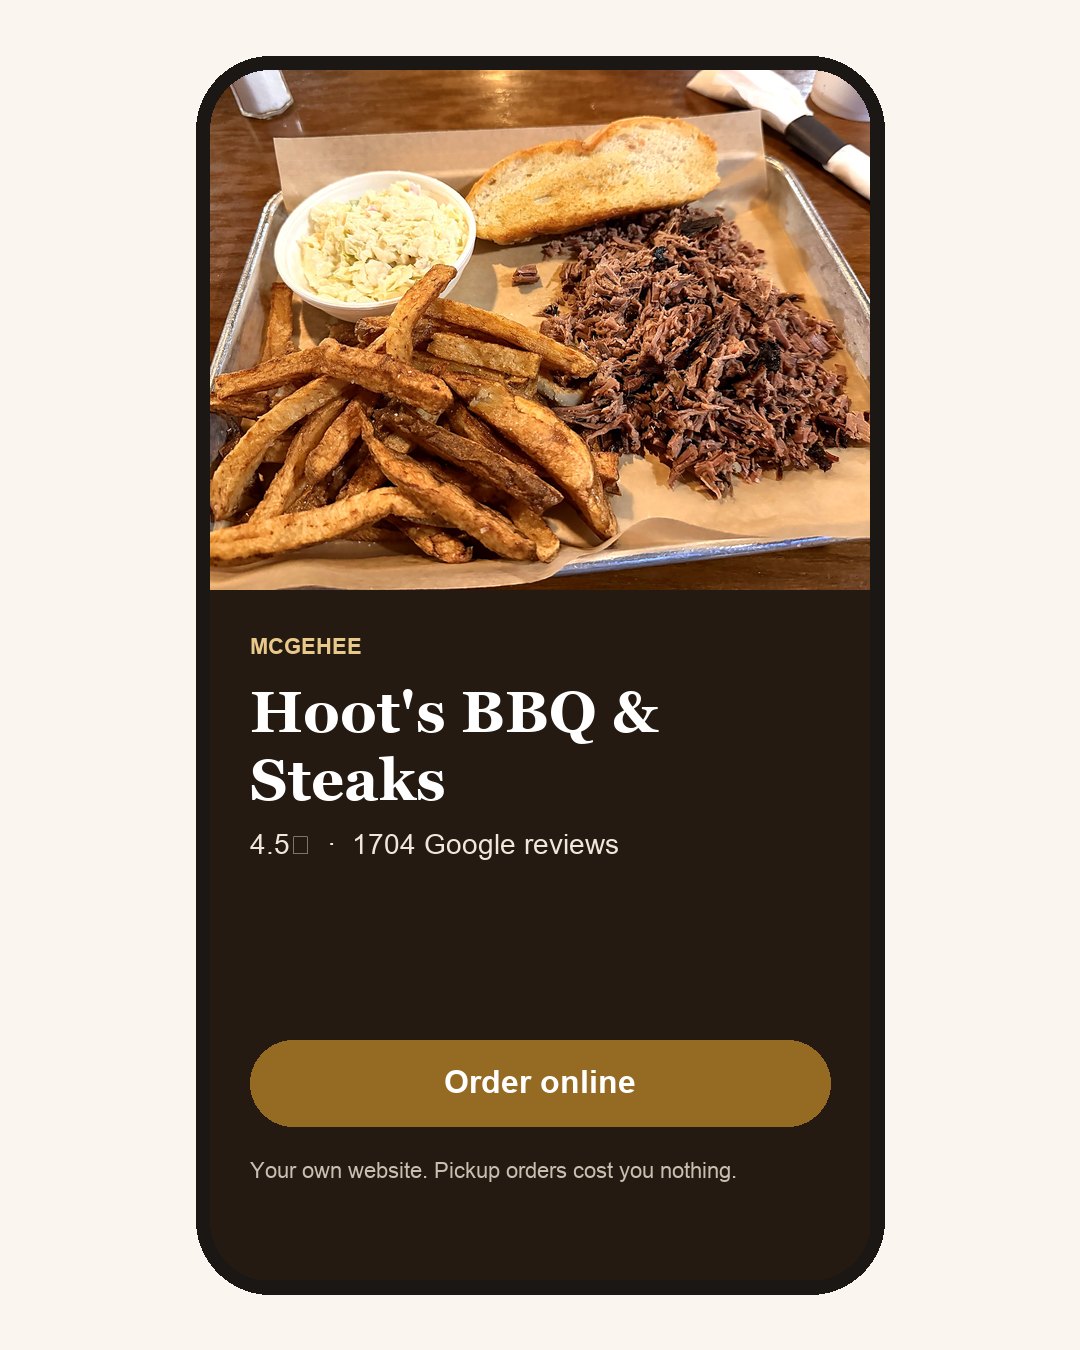 MCGEHEE
Hoot's BBQ &
Steaks
4.5□ · 1704 Google reviews
Order online
Your own website. Pickup orders cost you nothing.